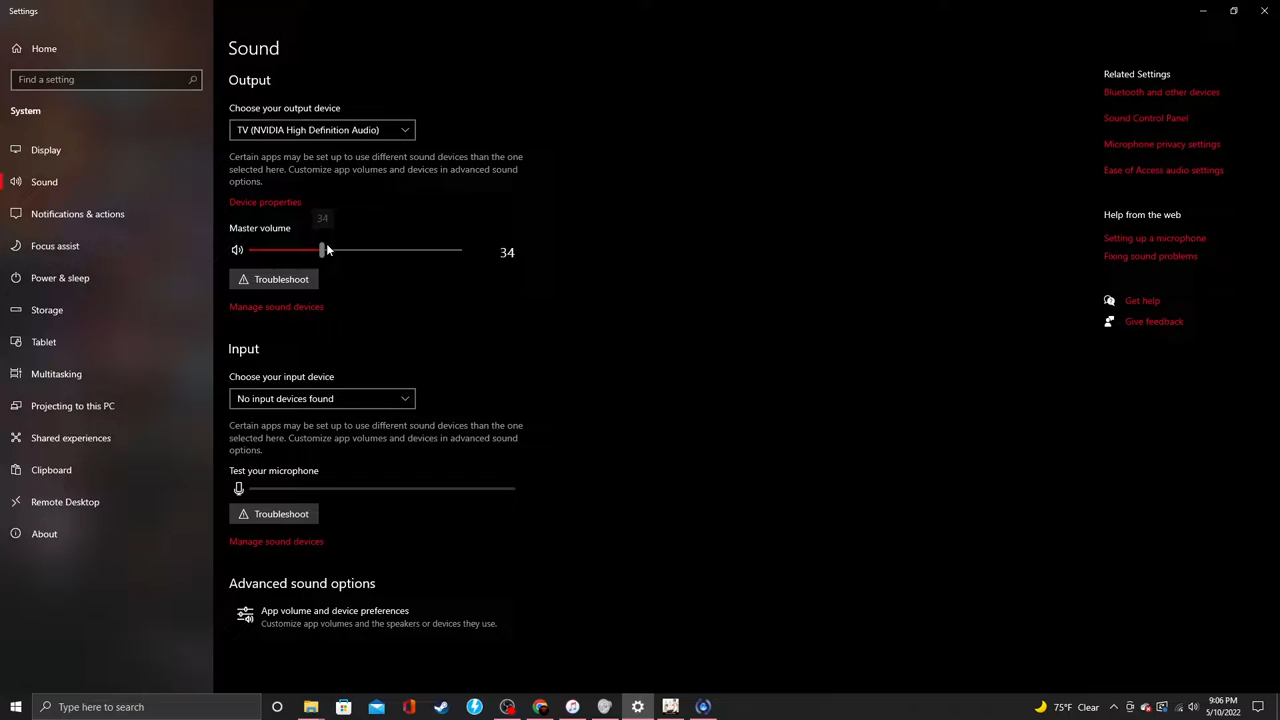 Settings
Home
Find a setting
System
Display
Sound
Notifications & actions
Focus assist
Power & sleep
Storage
Tablet
Multitasking
Projecting to this PC
Shared experiences
Clipboard
Remote Desktop
About
Sound
Output
Choose your output device
TV (NVIDIA High Definition Audio)
Certain apps may be set up to use different sound devices than the one
selected here. Customize app volumes and devices in advanced sound
options.
Device properties
34
Master volume
34
Troubleshoot
Manage sound devices
Input
Choose your input device
No input devices found
Certain apps may be set up to use different sound devices than the one
selected here. Customize app volumes and devices in advanced sound
options.
Test your microphone
Troubleshoot
Manage sound devices
Advanced sound options
App volume and device preferences
Customize app volumes and the speakers or devices they use.
Related Settings
Bluetooth and other devices
Sound Control Panel
Microphone privacy settings
Ease of Access audio settings
Help from the web
Setting up a microphone
Fixing sound problems
Get help
Give feedback
Type here to search
75°F Clear
9:06 PM
5/10/2022